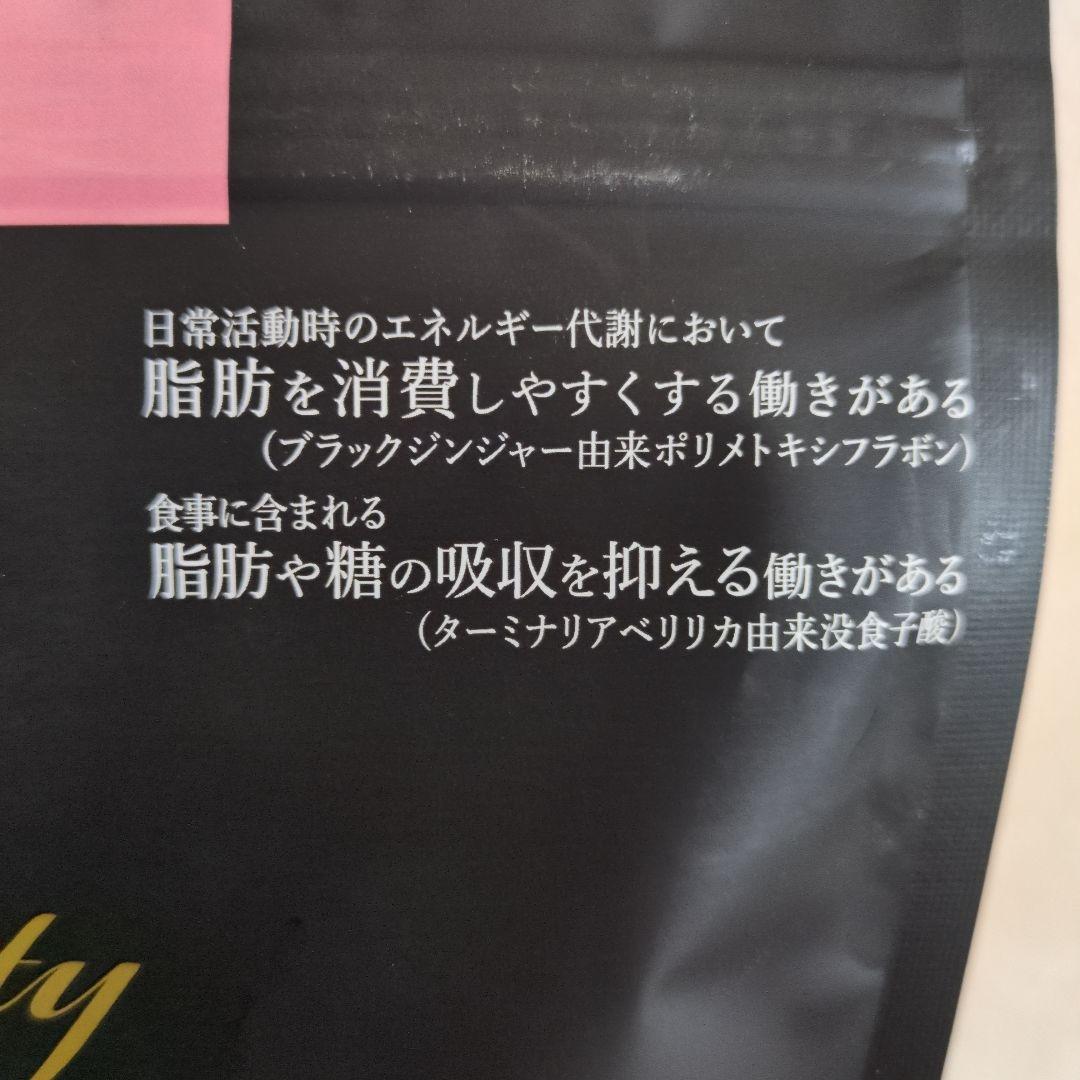 日常活動時のエネルギー代謝において
脂肪を消費しやすくする働きがある
(ブラックジンジャー由来ポリメトキシフラボン)
食事に含まれる
脂肪や糖の吸収を抑える働きがある
(ターミナリアベリリカ由来没食子酸)
ty